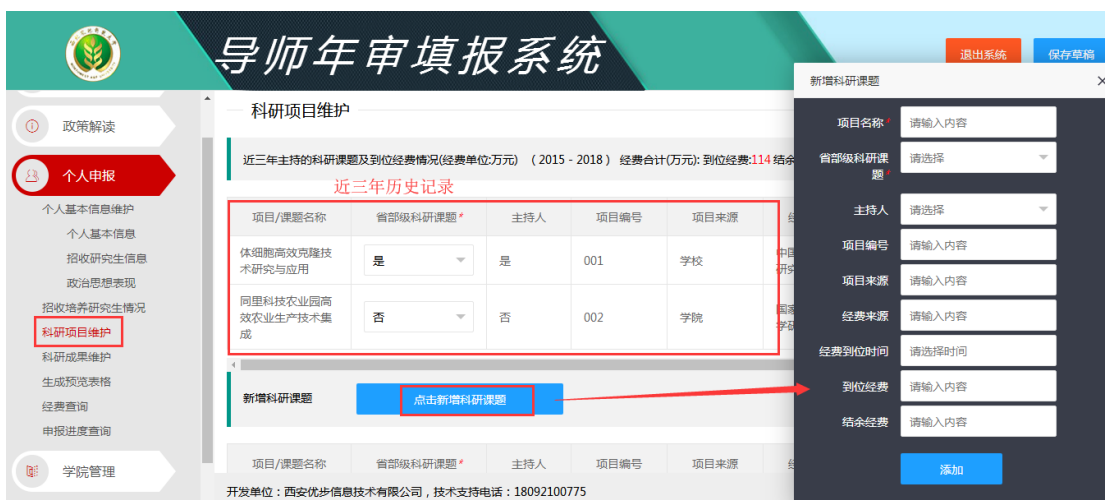 导师年审填报系统
退出系统
保存草稿
政策解读
个人申报
个人基本信息维护
个人基本信息
招收研究生信息
政治思想表现
招收培养研究生情况
科研项目维护
科研成果维护
生成预览表格
经费查询
申报进度查询
学院管理
科研项目维护
近三年主持的科研课题及到位经费情况(经费单位:万元) (2015 - 2018) 经费合计(万元): 到位经费:114 结余
近三年历史记录
项目/课题名称 省部级科研课题* 主持人 项目编号 项目来源
体细胞高效克隆技 是 是 001 学校 中国
术研究与应用 研究
同里科技农业园高 国家
效农业生产技术集 否 否 002 学院 学研
成
新增科研课题 点击新增科研课题
项目/课题名称 省部级科研课题* 主持人 项目编号 项目来源
开发单位：西安优步信息技术有限公司，技术支持电话：18092100775
新增科研课题 ×
项目名称* 请输入内容
省部级科研课 请选择
题*
主持人 请选择
项目编号 请输入内容
项目来源 请输入内容
经费来源 请输入内容
经费到位时间 请选择时间
到位经费 请输入内容
结余经费 请输入内容
添加